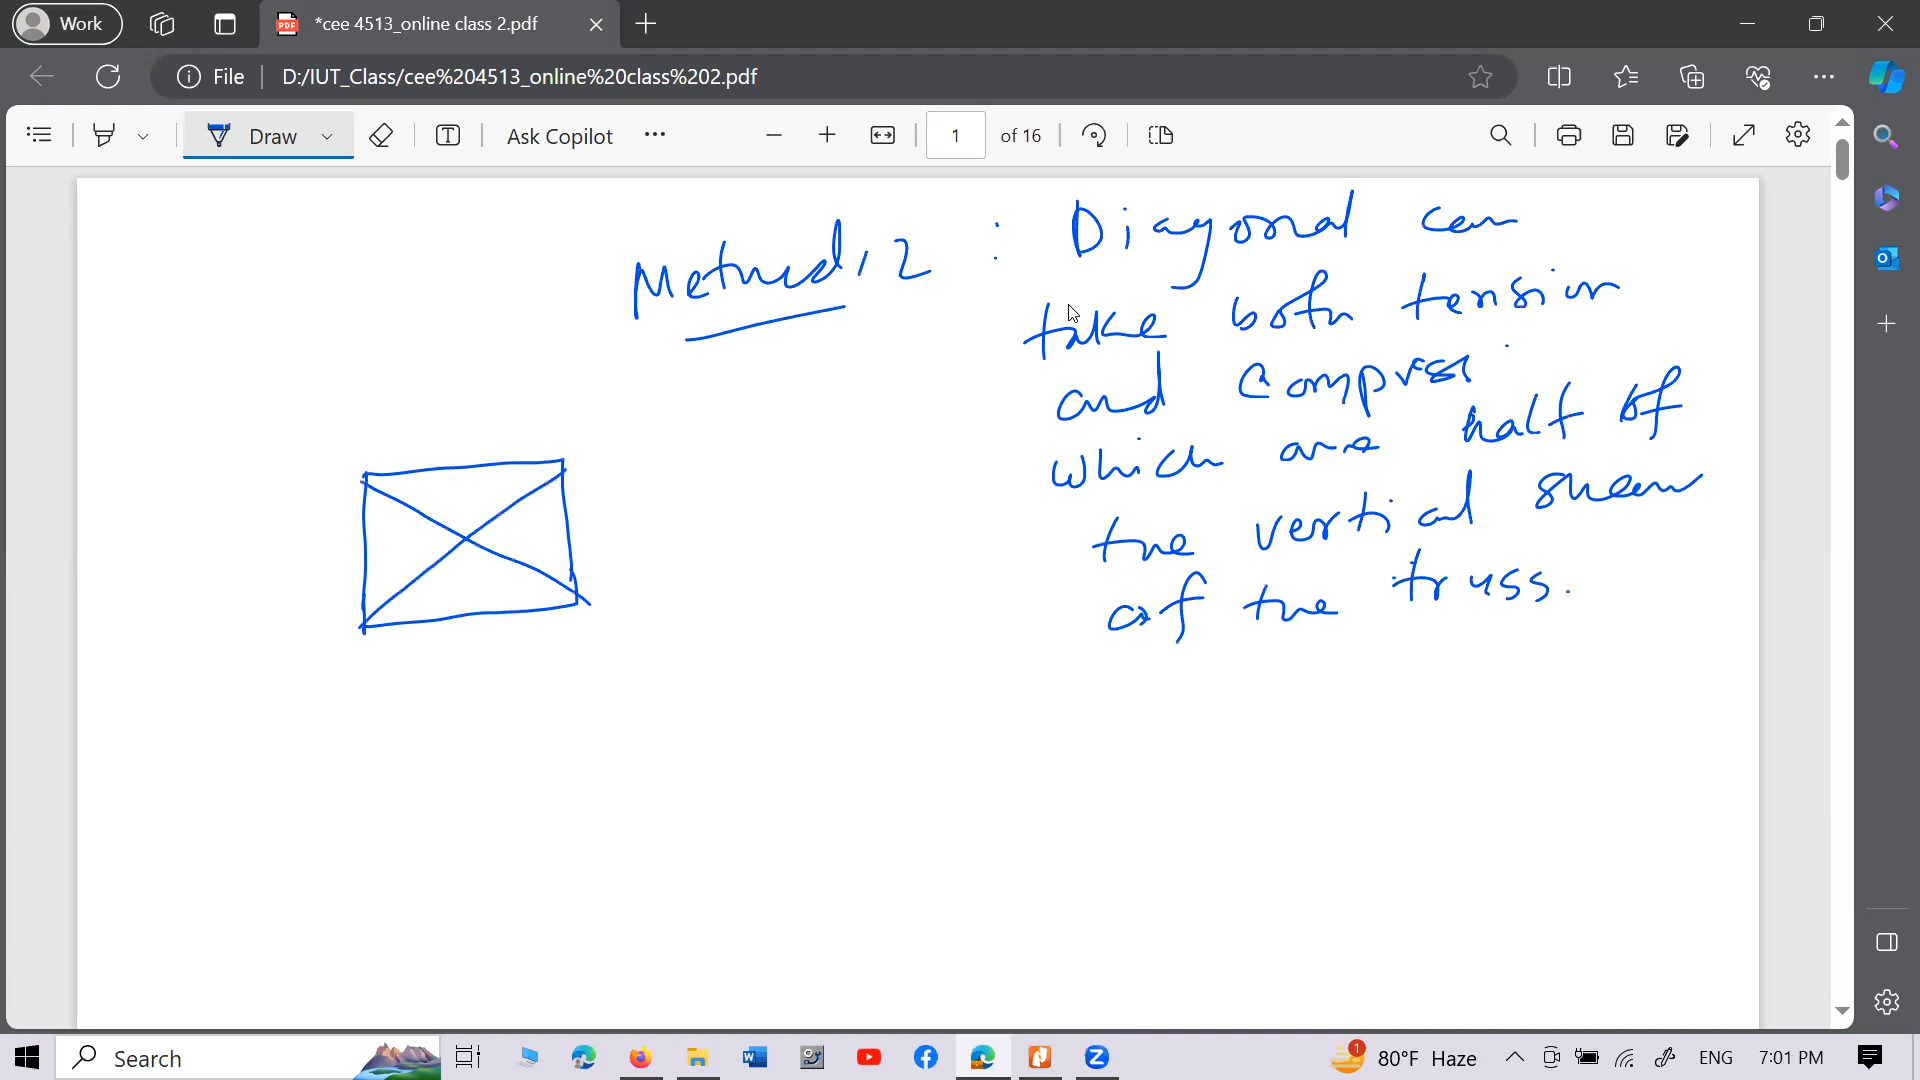 Work
*cee 4513_online class 2.pdf
File
D:/IUT_Class/cee%204513_online%20class%202.pdf
Draw
Ask Copilot
1 of 16
Method, 2 : Diagonal can
take both tension
and compress.
which are half of
the vertical shear
of the truss.
Search
1
80°F Haze
ENG
7:01 PM